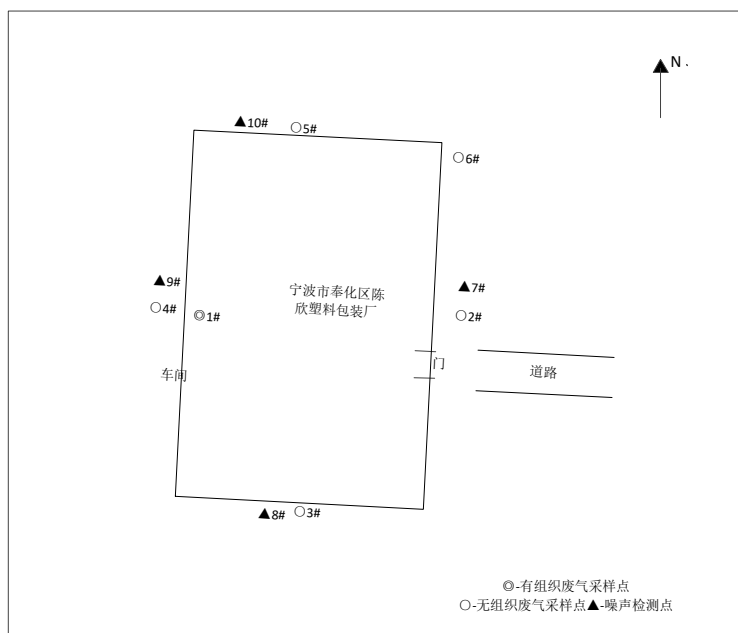 N
▲10#
○5#
○6#
▲9#
▲7#
宁波市奉化区陈
欣塑料包装厂
○4#
◎1#
○2#
门
道路
车间
▲8#
○3#
◎-有组织废气采样点
○-无组织废气采样点▲-噪声检测点